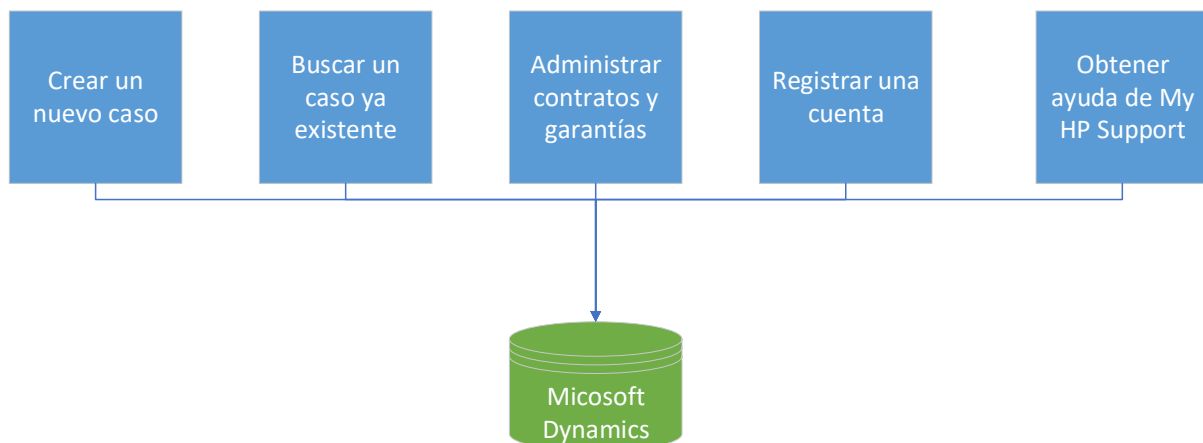 Crear un
nuevo caso
Buscar un
caso ya
existente
Administrar
contratos y
garantías
Registrar una
cuenta
Obtener
ayuda de My
HP Support
Micosoft
Dynamics